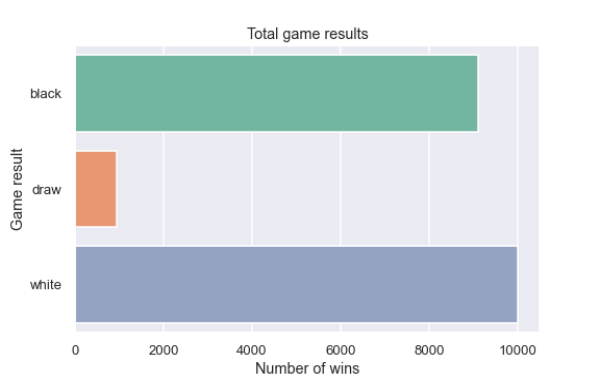 Total game results
Game result
black
draw
white
0 2000 4000 6000 8000 10000
Number of wins